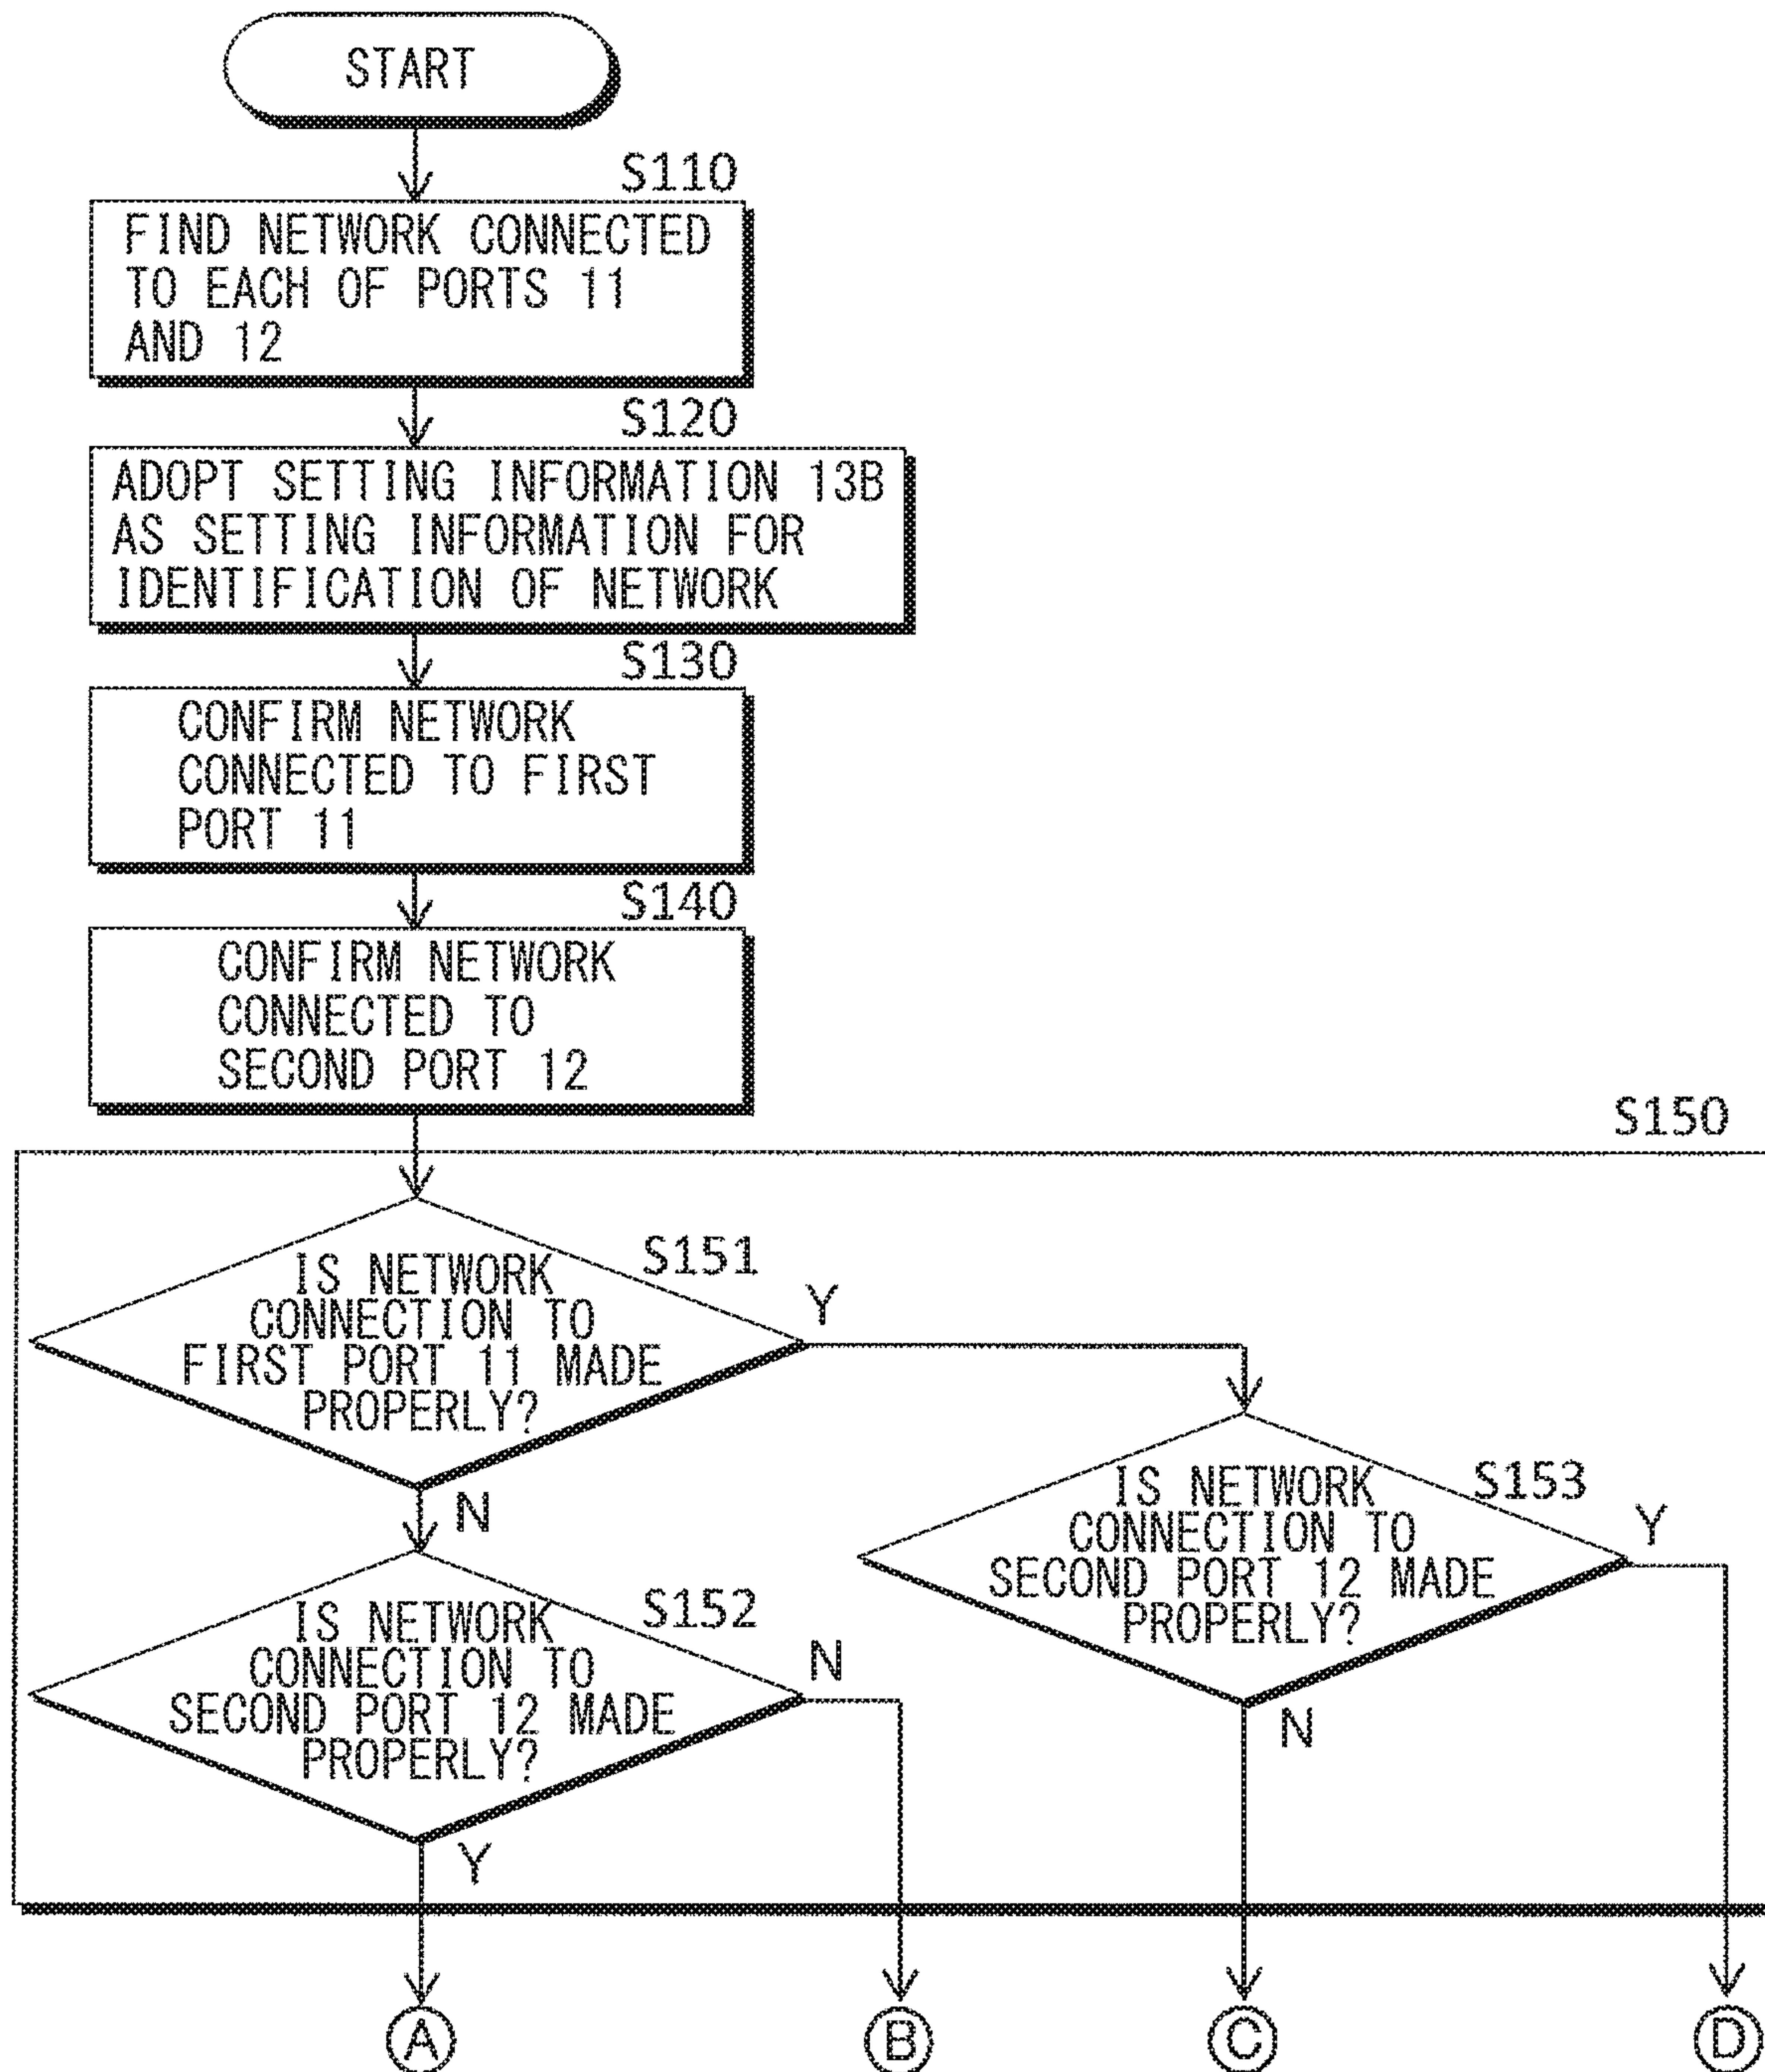 START
S110
FIND NETWORK CONNECTED
TO EACH OF PORTS 11
AND 12
S120
ADOPT SETTING INFORMATION 13B
AS SETTING INFORMATION FOR
IDENTIFICATION OF NETWORK
S130
CONFIRM NETWORK
CONNECTED TO FIRST
PORT 11
S140
CONFIRM NETWORK
CONNECTED TO
SECOND PORT 12
S150
S151
IS NETWORK
CONNECTION TO
FIRST PORT 11 MADE
PROPERLY?
Y
N
S153
IS NETWORK
CONNECTION TO
SECOND PORT 12 MADE
PROPERLY?
Y
N
S152
IS NETWORK
CONNECTION TO
SECOND PORT 12 MADE
PROPERLY?
N
Y
A
B
C
D